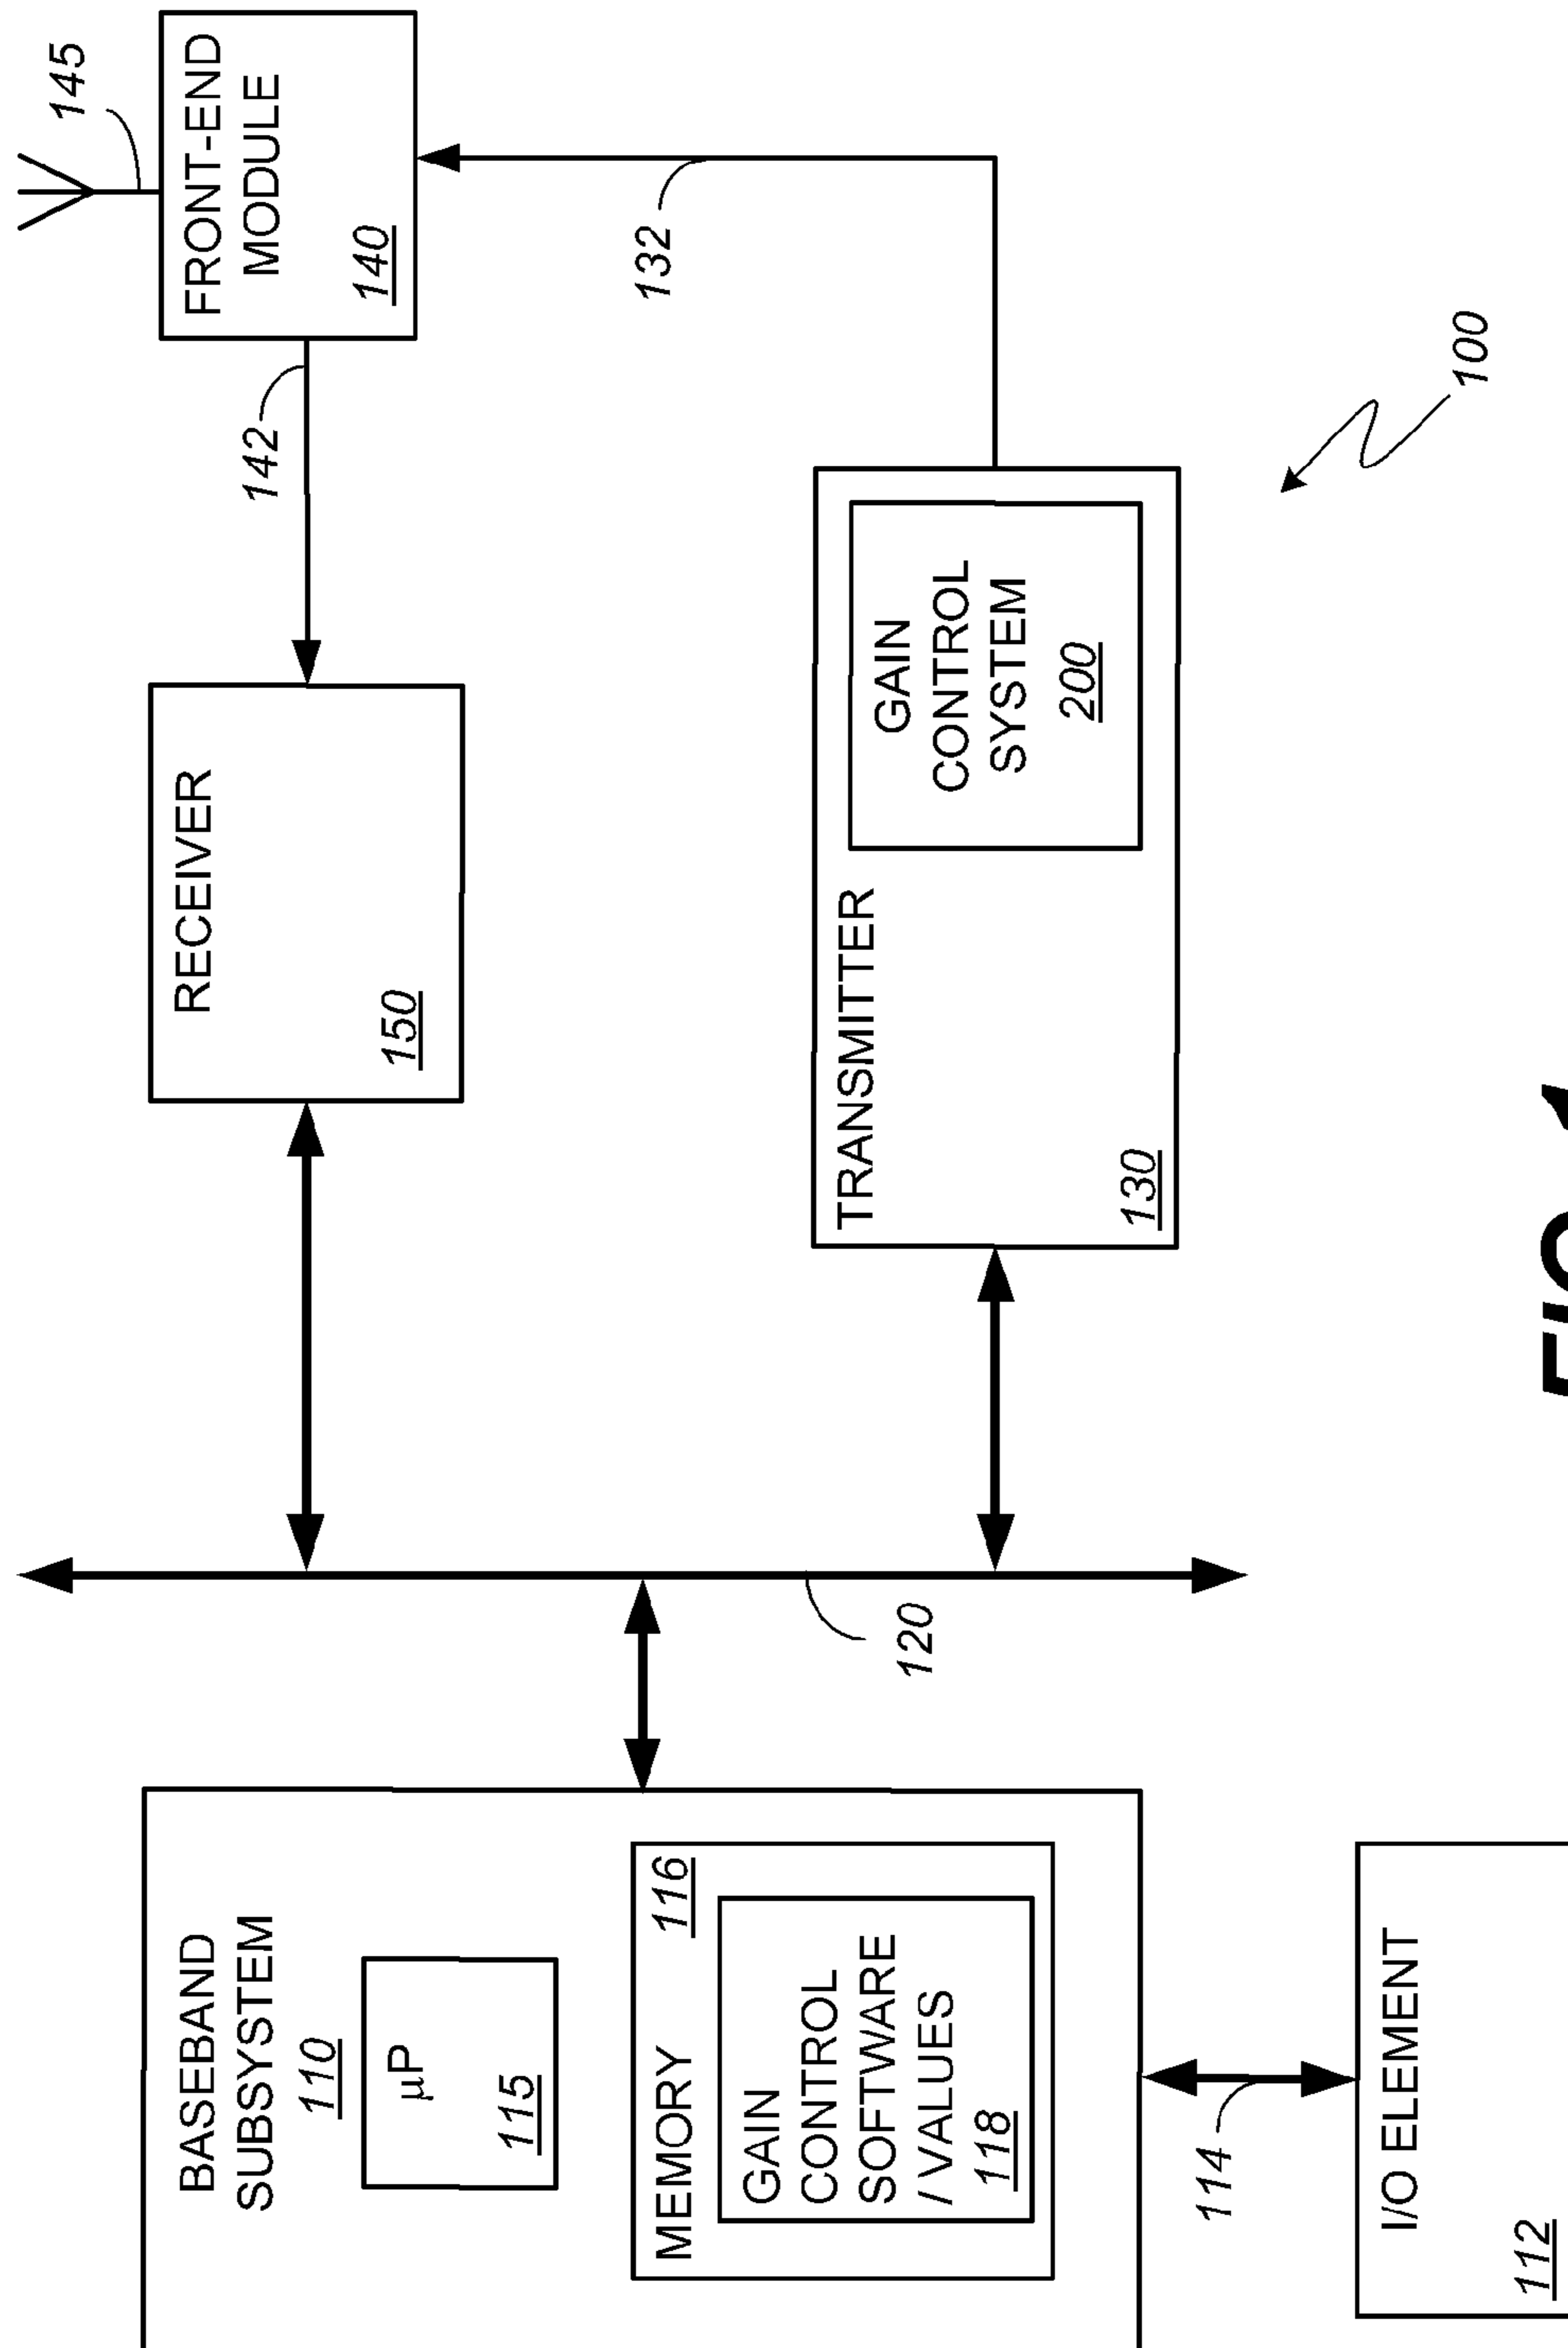 BASEBAND
SUBSYSTEM
110
µP
115
MEMORY
116
GAIN
CONTROL
SOFTWARE
/ VALUES
118
114
I/O ELEMENT
112
120
RECEIVER
150
142
FRONT-END
MODULE
140
145
132
TRANSMITTER
130
GAIN
CONTROL
SYSTEM
200
100